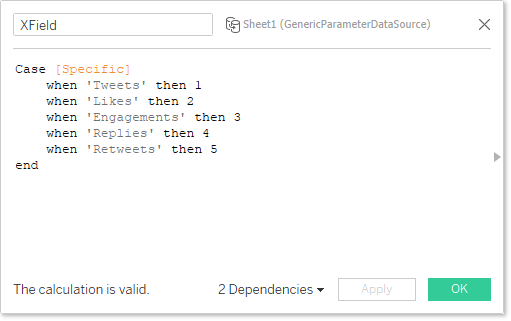 XField Sheet1 (GenericParameterDataSource)
Case [Specific]
when 'Tweets' then 1
when 'Likes' then 2
when 'Engagements' then 3
when 'Replies' then 4
when 'Retweets' then 5
end
The calculation is valid. 2 Dependencies Apply OK